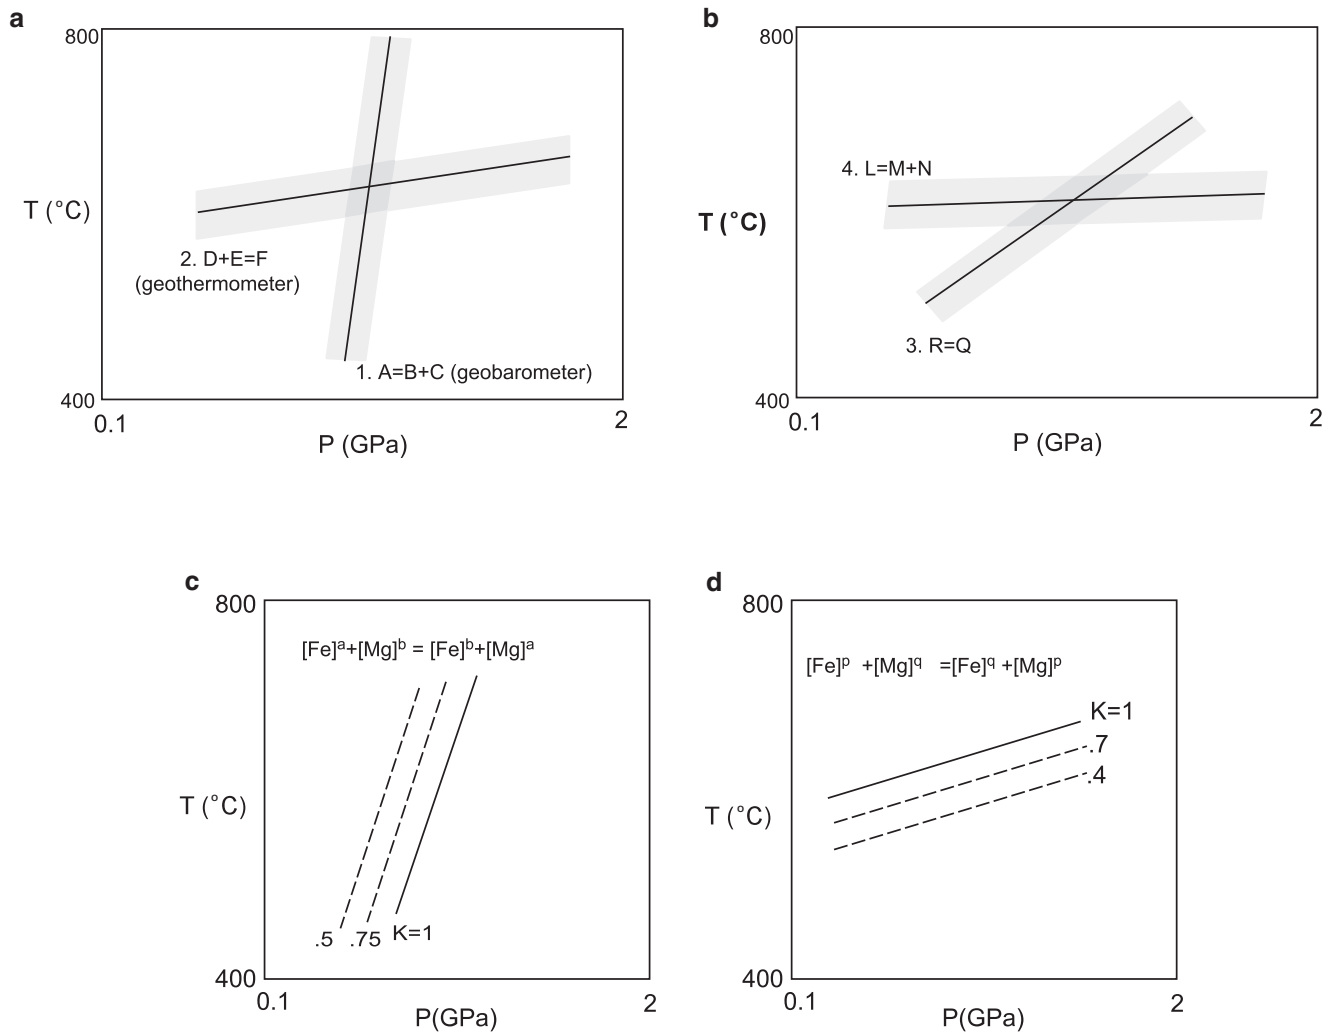 a
800
T (°C)
2. D+E=F
(geothermometer)
1. A=B+C (geobarometer)
400
0.1
2
P (GPa)
b
800
4. L=M+N
T (°C)
3. R=Q
400
0.1
2
P (GPa)
c
800
[Fe]ᵃ+[Mg]ᵇ = [Fe]ᵇ+[Mg]ᵃ
T (°C)
.5 .75 K=1
400
0.1
2
P(GPa)
d
800
[Fe]ᵖ +[Mg]^q =[Fe]^q +[Mg]ᵖ
K=1
.7
.4
T (°C)
400
0.1
2
P(GPa)